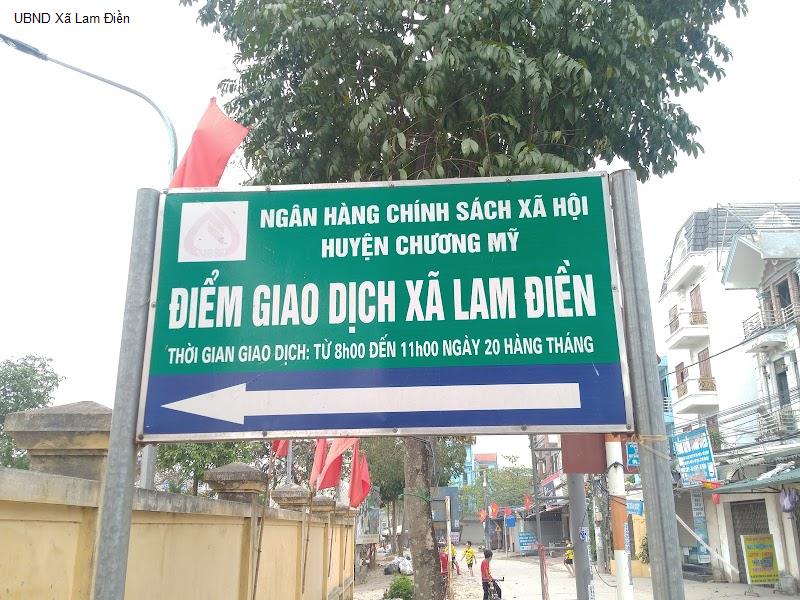 UBND Xã Lam Điền
NGÂN HÀNG CHÍNH SÁCH XÃ HỘI
HUYỆN CHƯƠNG MỸ
ĐIỂM GIAO DỊCH XÃ LAM ĐIỀN
THỜI GIAN GIAO DỊCH: TỪ 8h00 ĐẾN 11h00 NGÀY 20 HÀNG THÁNG